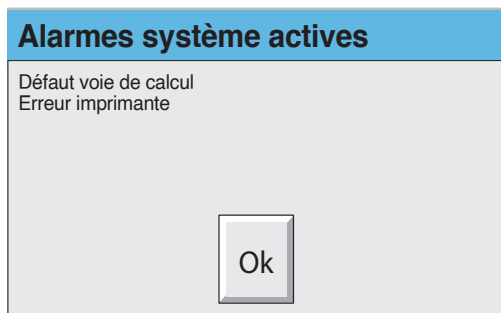 Alarmes système actives
Défaut voie de calcul
Erreur imprimante
Ok